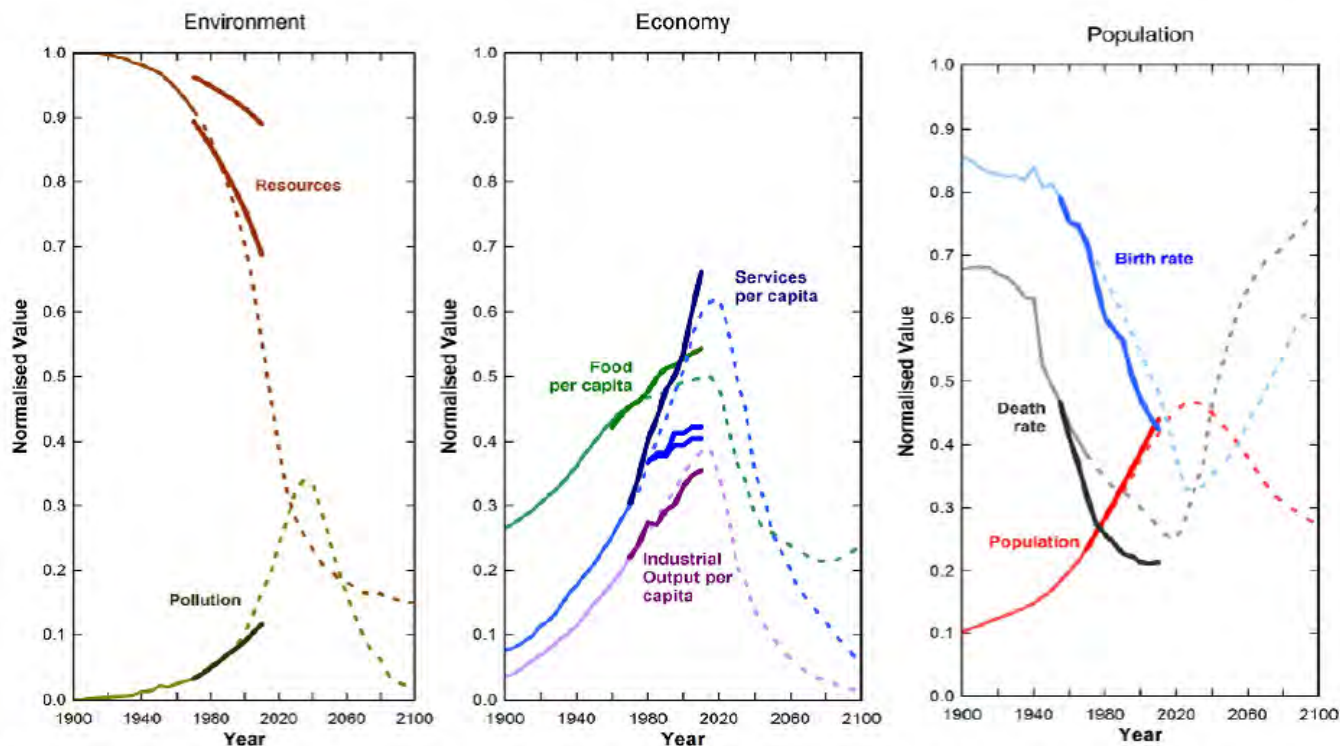 Environment
1.0
0.9
0.8
0.7
0.6
0.5
0.4
0.3
0.2
0.1
0.0
Normalised Value
Resources
Pollution
1900 1940 1980 2020 2060 2100
Year
Economy
1.0
0.9
0.8
0.7
0.6
0.5
0.4
0.3
0.2
0.1
0.0
Normalised Value
Services
per capita
Food
per capita
Industrial
Output per
capita
1900 1940 1980 2020 2060 2100
Year
Population
1.0
0.9
0.8
0.7
0.6
0.5
0.4
0.3
0.2
0.1
0.0
Normalised Value
Birth rate
Death
rate
Population
1900 1940 1980 2020 2060 2100
Year